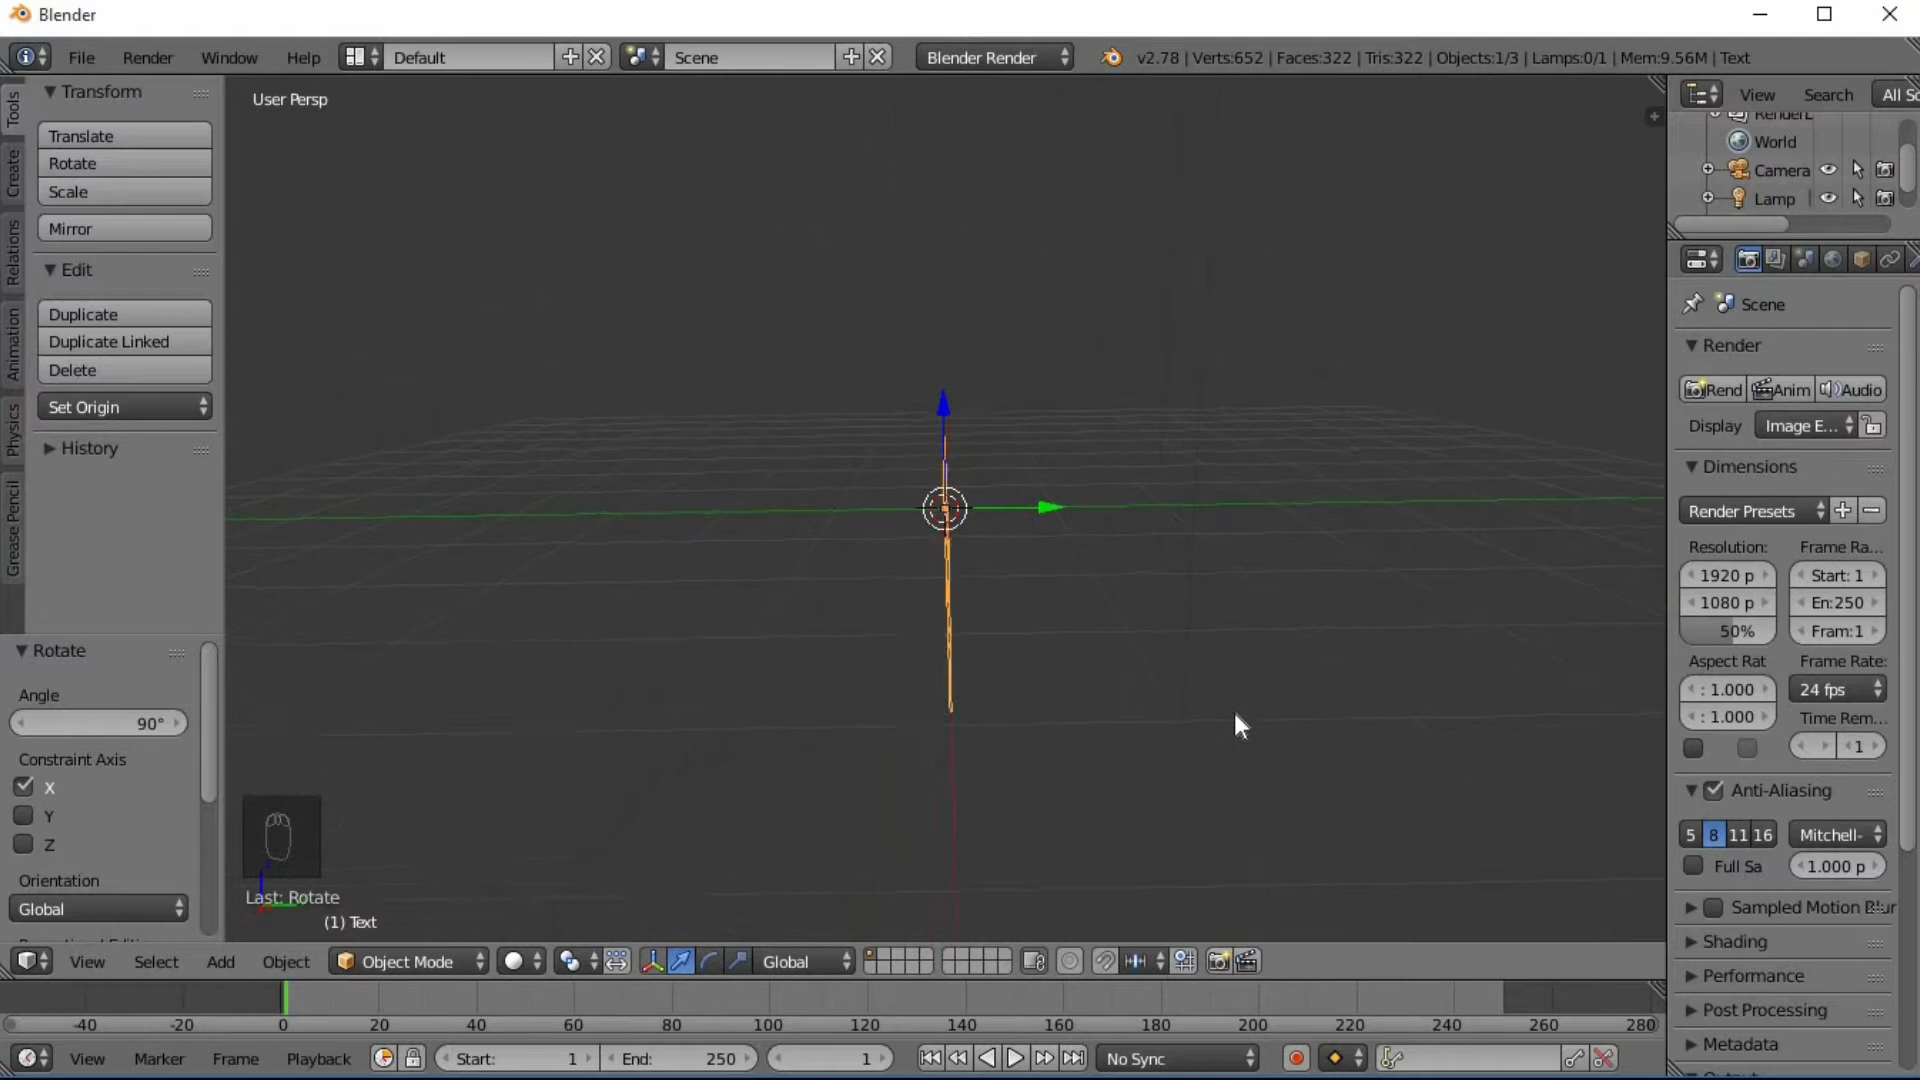 Blender
File Render Window Help Default Scene Blender Render v2.78 | Verts:652 | Faces:322 | Tris:322 | Objects:1/3 | Lamps:0/1 | Mem:9.56M | Text
Tools
Create
Relations
Animation
Physics
Grease Pencil
Transform
Translate
Rotate
Scale
Mirror
Edit
Duplicate
Duplicate Linked
Delete
Set Origin
History
Rotate
Angle
90°
Constraint Axis
X
Y
Z
Orientation
Global
User Persp
Last: Rotate
(1) Text
View Search All Sc
World
Camera
Lamp
Scene
Render
Rend Anim Audio
Display Image E...
Dimensions
Render Presets
Resolution: Frame Ra...
1920 p Start: 1
1080 p En:250
50% Fram:1
Aspect Rat Frame Rate:
: 1.000 24 fps
: 1.000 Time Rem...
1
Anti-Aliasing
5 8 11 16 Mitchell-
Full Sa 1.000 p
Sampled Motion Blur
Shading
Performance
Post Processing
Metadata
View Select Add Object Object Mode Global
-40 -20 0 20 40 60 80 100 120 140 160 180 200 220 240 260 280
View Marker Frame Playback Start: 1 End: 250 1 No Sync